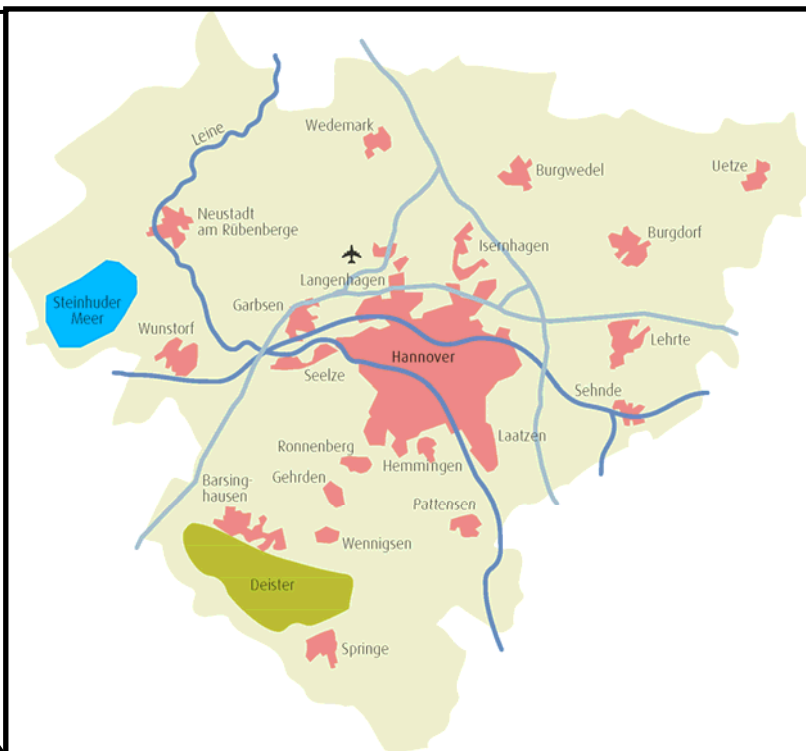 Wedemark
Leine
Burgwedel
Uetze
Neustadt
am Rübenberge
Burgdorf
Isernhagen
Langenhagen
Steinhuder
Meer
Garbsen
Wunstorf
Lehrte
Hannover
Seelze
Sehnde
Laatzen
Ronnenberg
Hemmingen
Gehrden
Barsing-
hausen
Pattensen
Wennigsen
Deister
Springe